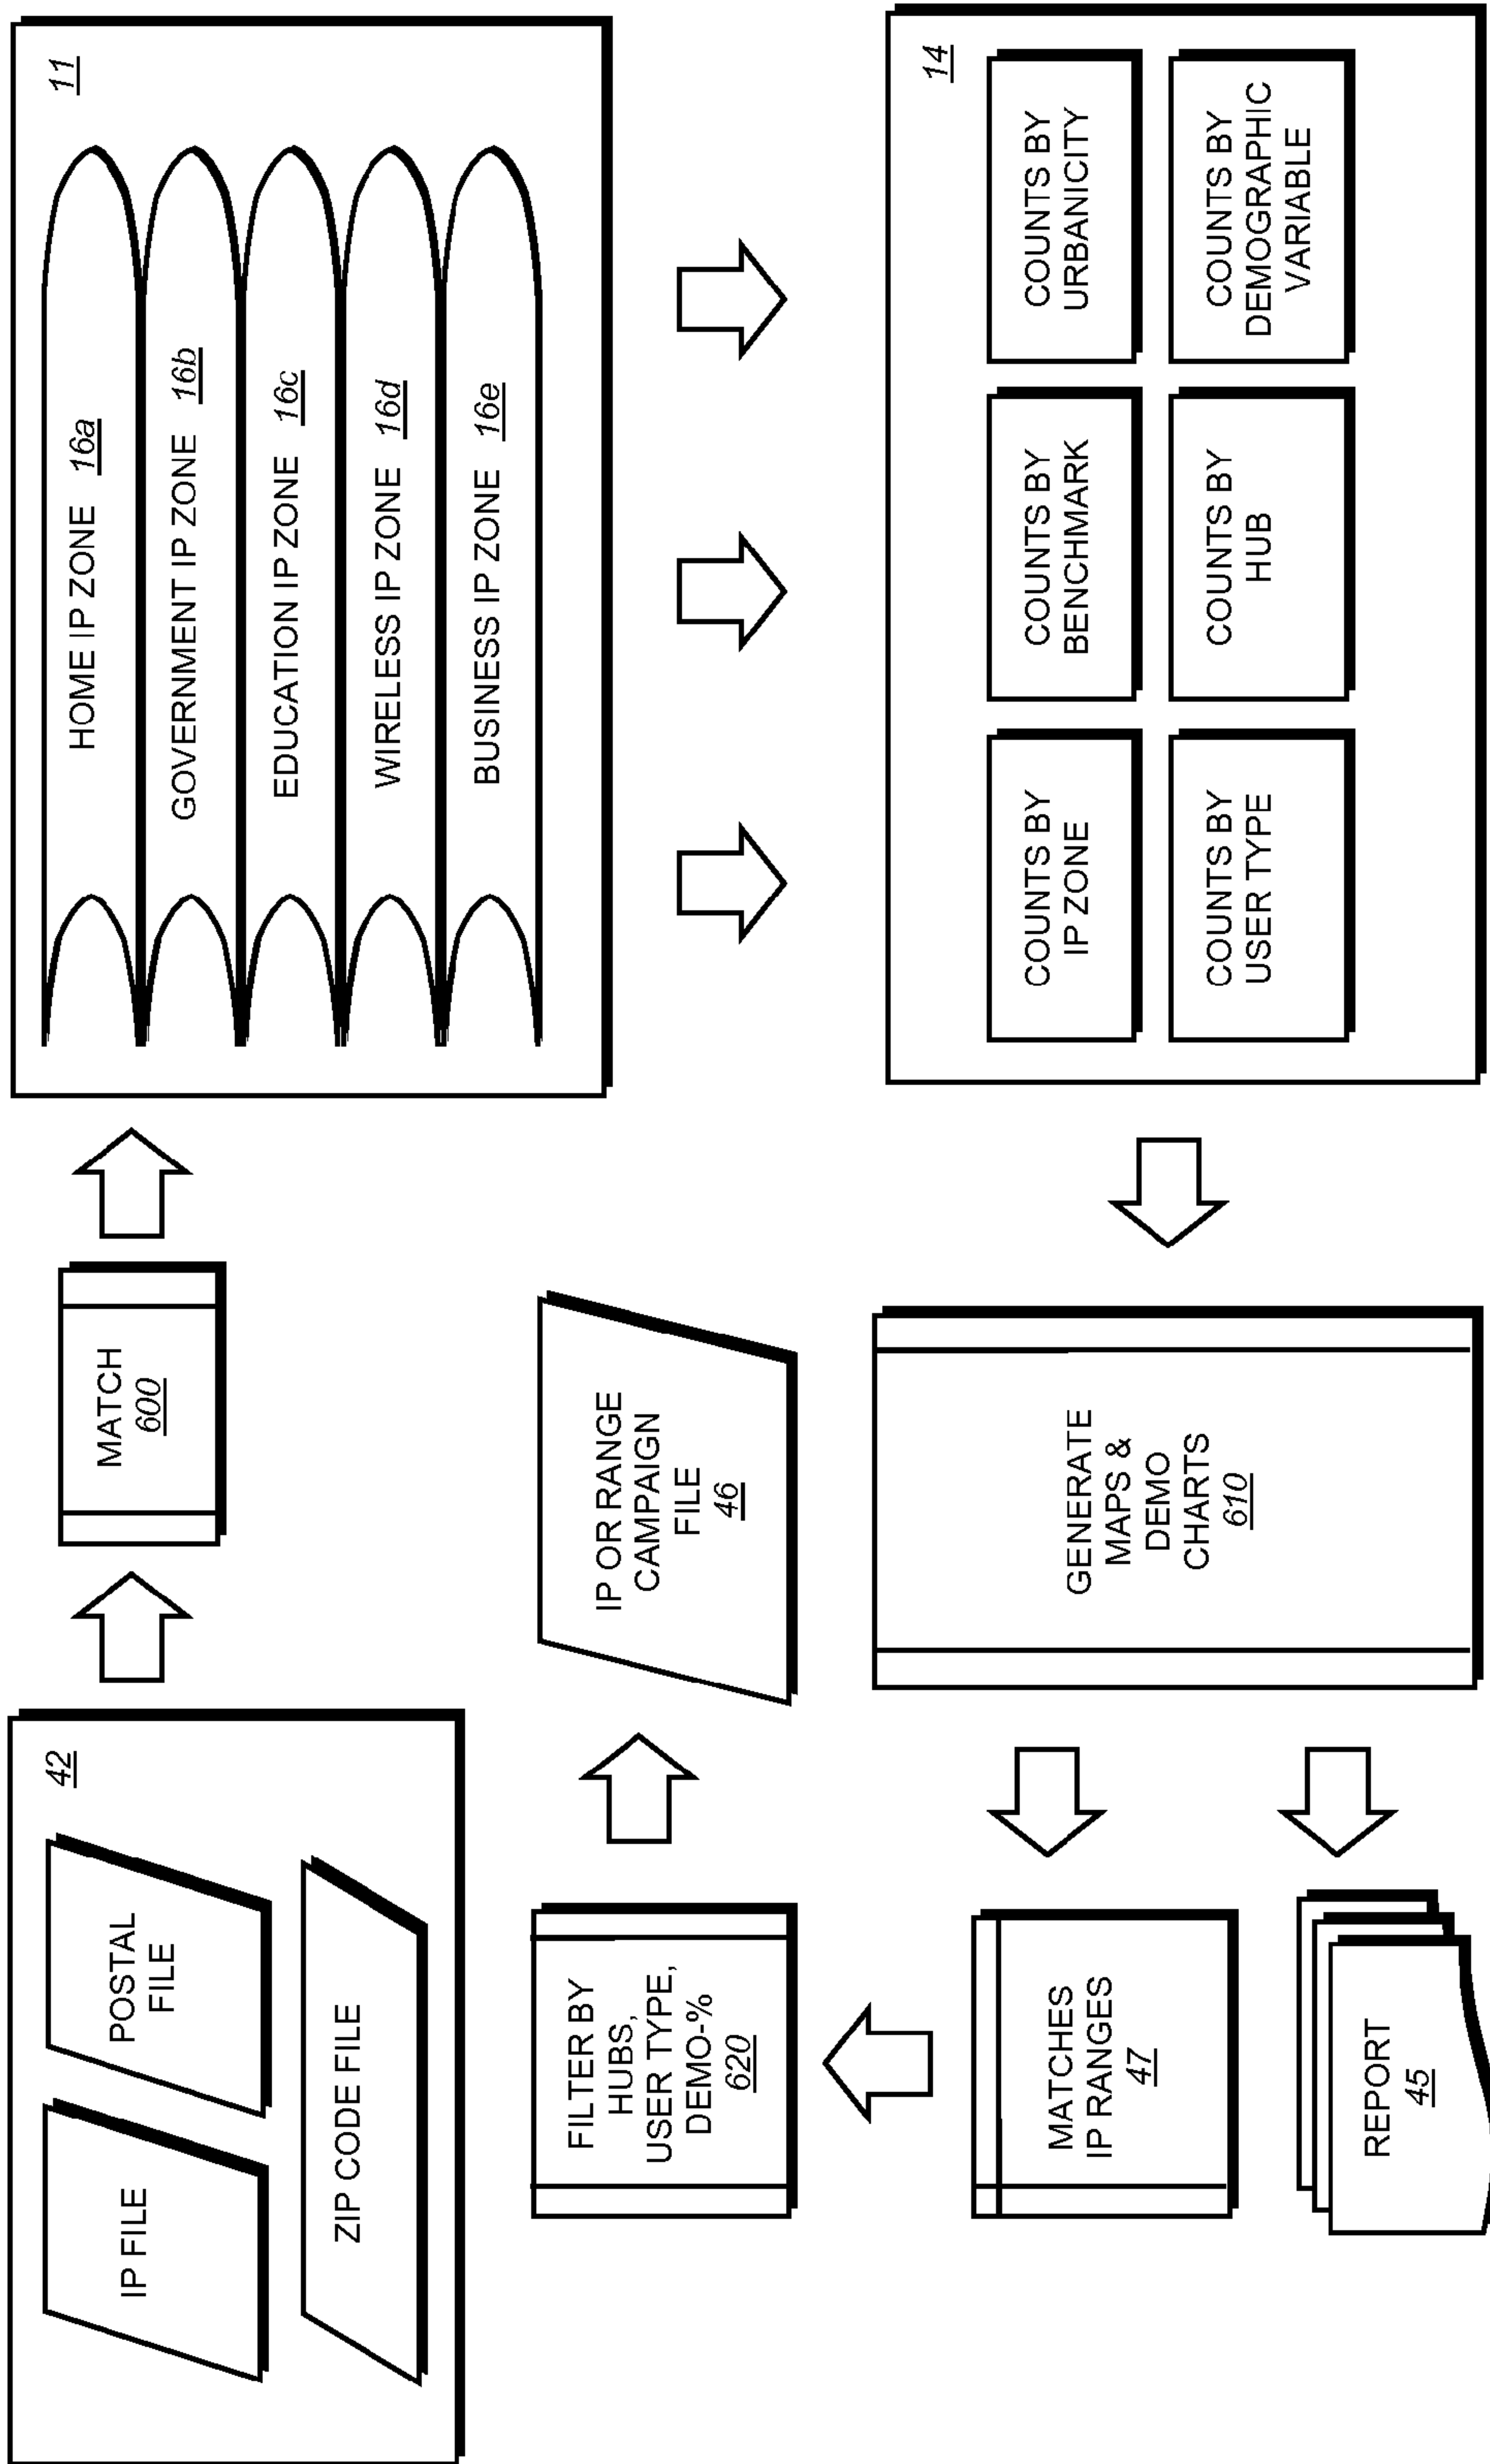 42
IP FILE
POSTAL
FILE
ZIP CODE FILE
MATCH
600
11
HOME IP ZONE 16a
GOVERNMENT IP ZONE 16b
EDUCATION IP ZONE 16c
WIRELESS IP ZONE 16d
BUSINESS IP ZONE 16e
FILTER BY
HUBS,
USER TYPE,
DEMO-%
620
IP OR RANGE
CAMPAIGN
FILE
46
MATCHES
IP RANGES
47
REPORT
45
GENERATE
MAPS &
DEMO
CHARTS
610
14
COUNTS BY
IP ZONE
COUNTS BY
BENCHMARK
COUNTS BY
URBANICITY
COUNTS BY
USER TYPE
COUNTS BY
HUB
COUNTS BY
DEMOGRAPHIC
VARIABLE